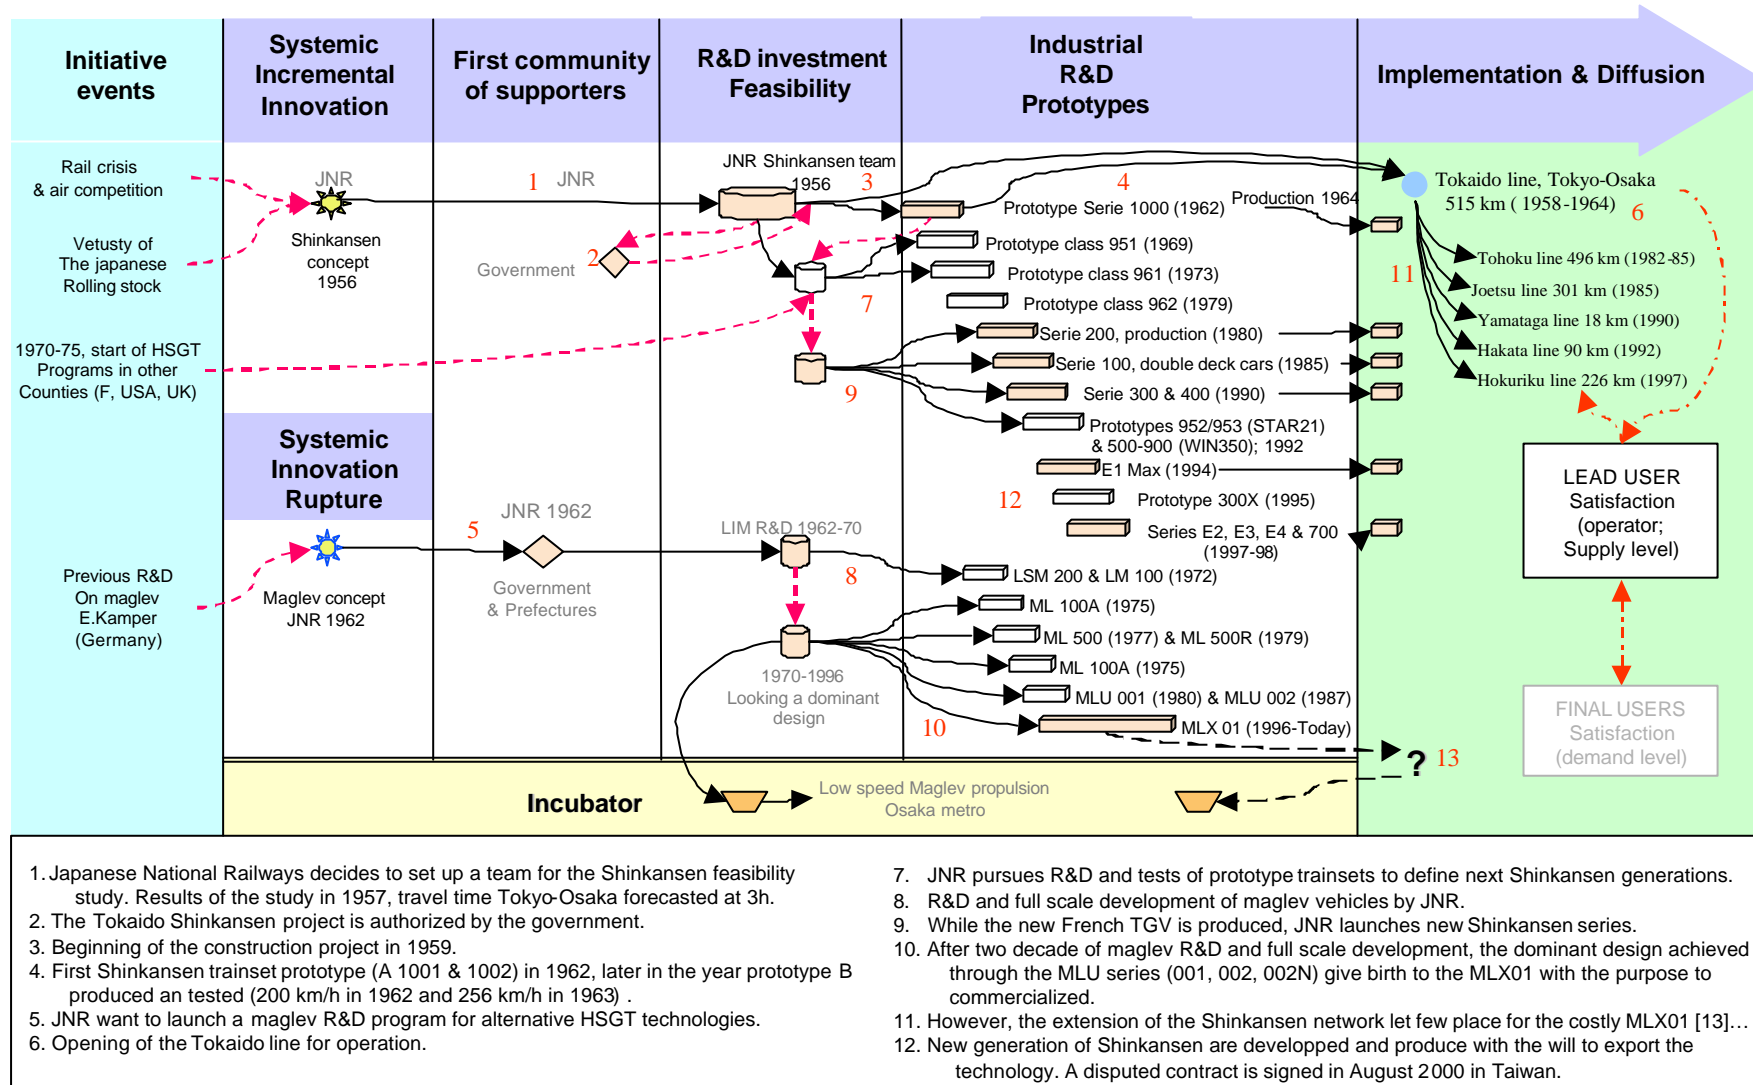 Initiative
events
Systemic
Incremental
Innovation
First community
of supporters
R&D investment
Feasibility
Industrial
R&D
Prototypes
Implementation & Diffusion
Rail crisis
& air competition
Vetusty of
The japanese
Rolling stock
1970-75, start of HSGT
Programs in other
Counties (F, USA, UK)
Previous R&D
On maglev
E.Kamper
(Germany)
JNR
Shinkansen
concept
1956
Systemic
Innovation
Rupture
Maglev concept
JNR 1962
1 JNR
2
Government
5
JNR 1962
Government
& Prefectures
JNR Shinkansen team
1956
3
7
9
LIM R&D 1962-70
8
1970-1996
Looking a dominant
design
4
Prototype Serie 1000 (1962)
Production 1964
Prototype class 951 (1969)
Prototype class 961 (1973)
Prototype class 962 (1979)
Serie 200, production (1980)
Serie 100, double deck cars (1985)
Serie 300 & 400 (1990)
Prototypes 952/953 (STAR21)
& 500-900 (WIN350); 1992
E1 Max (1994)
12
Prototype 300X (1995)
Series E2, E3, E4 & 700
(1997-98)
LSM 200 & LM 100 (1972)
ML 100A (1975)
ML 500 (1977) & ML 500R (1979)
ML 100A (1975)
MLU 001 (1980) & MLU 002 (1987)
10
MLX 01 (1996-Today)
Tokaido line, Tokyo-Osaka
515 km ( 1958-1964)
6
11
Tohoku line 496 km (1982-85)
Joetsu line 301 km (1985)
Yamataga line 18 km (1990)
Hakata line 90 km (1992)
Hokuriku line 226 km (1997)
LEAD USER
Satisfaction
(operator;
Supply level)
FINAL USERS
Satisfaction
(demand level)
? 13
Incubator
Low speed Maglev propulsion
Osaka metro
1. Japanese National Railways decides to set up a team for the Shinkansen feasibility
study. Results of the study in 1957, travel time Tokyo-Osaka forecasted at 3h.
2. The Tokaido Shinkansen project is authorized by the government.
3. Beginning of the construction project in 1959.
4. First Shinkansen trainset prototype (A 1001 & 1002) in 1962, later in the year prototype B
produced an tested (200 km/h in 1962 and 256 km/h in 1963) .
5. JNR want to launch a maglev R&D program for alternative HSGT technologies.
6. Opening of the Tokaido line for operation.
7. JNR pursues R&D and tests of prototype trainsets to define next Shinkansen generations.
8. R&D and full scale development of maglev vehicles by JNR.
9. While the new French TGV is produced, JNR launches new Shinkansen series.
10. After two decade of maglev R&D and full scale development, the dominant design achieved
through the MLU series (001, 002, 002N) give birth to the MLX01 with the purpose to
commercialized.
11. However, the extension of the Shinkansen network let few place for the costly MLX01 [13]…
12. New generation of Shinkansen are developped and produce with the will to export the
technology. A disputed contract is signed in August 2000 in Taiwan.